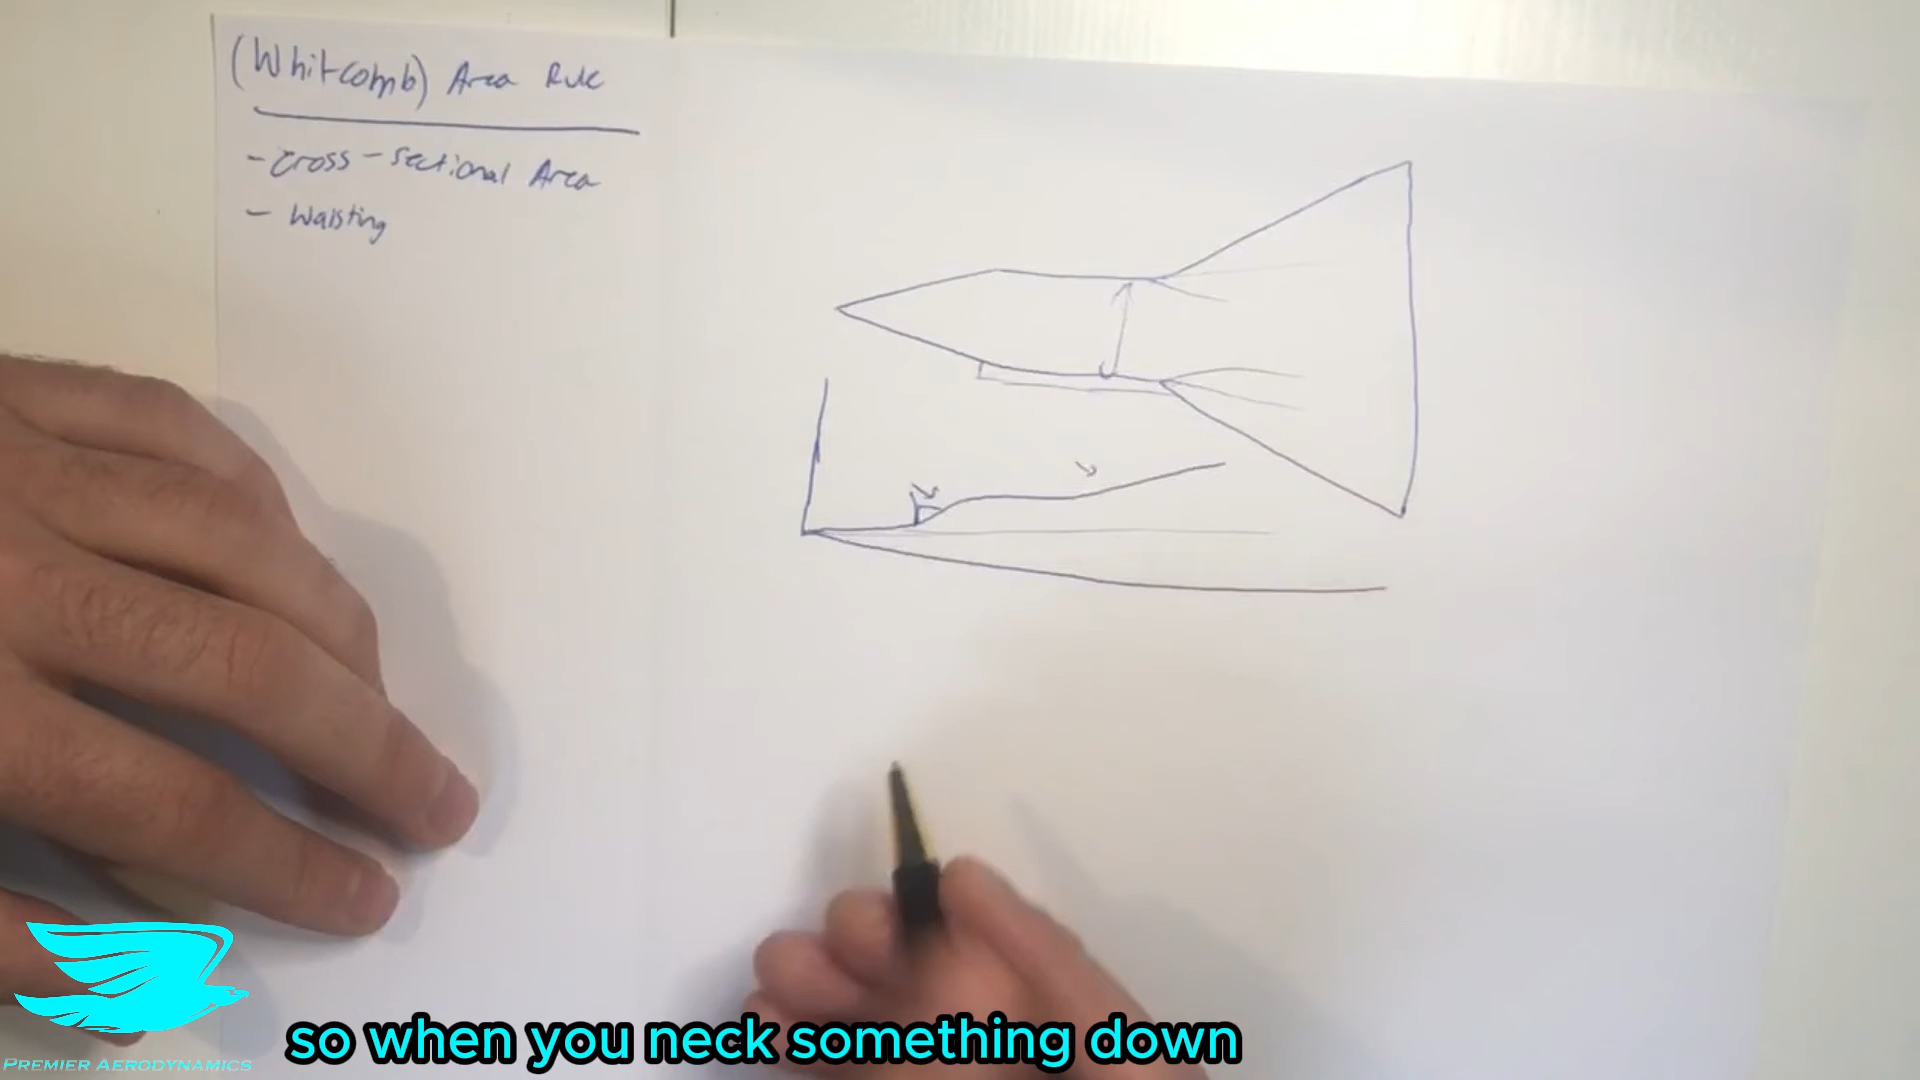 (Whitcomb) Area Rule
- Cross-sectional Area
- Waisting
PREMIER AERODYNAMICS
so when you neck something down